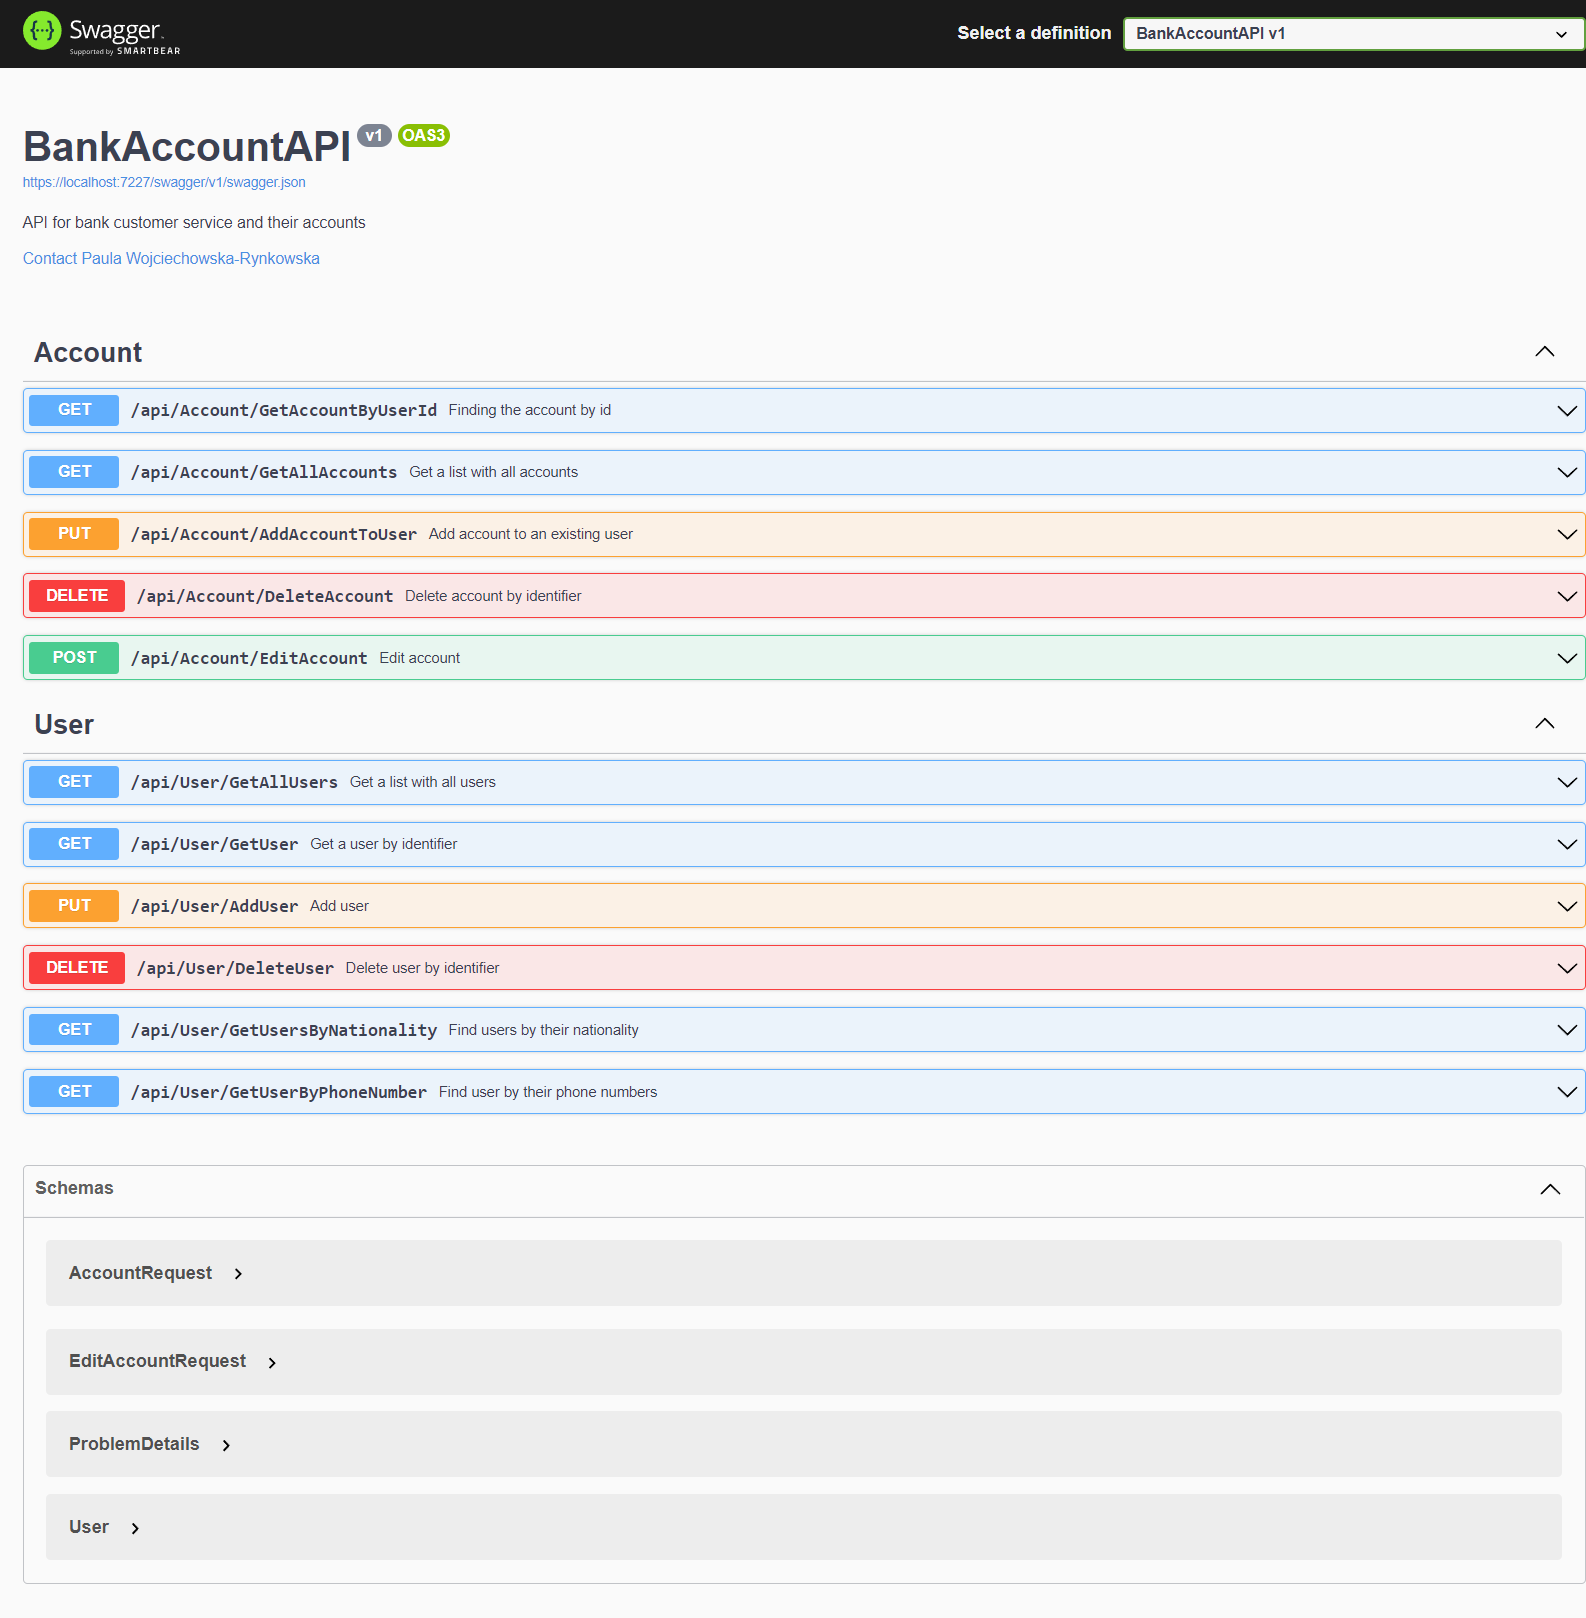 Swagger.
Supported by SMARTBEAR
Select a definition
BankAccountAPI v1
BankAccountAPI v1 OAS3
https://localhost:7227/swagger/v1/swagger.json
API for bank customer service and their accounts
Contact Paula Wojciechowska-Rynkowska
Account
GET /api/Account/GetAccountByUserId Finding the account by id
GET /api/Account/GetAllAccounts Get a list with all accounts
PUT /api/Account/AddAccountToUser Add account to an existing user
DELETE /api/Account/DeleteAccount Delete account by identifier
POST /api/Account/EditAccount Edit account
User
GET /api/User/GetAllUsers Get a list with all users
GET /api/User/GetUser Get a user by identifier
PUT /api/User/AddUser Add user
DELETE /api/User/DeleteUser Delete user by identifier
GET /api/User/GetUsersByNationality Find users by their nationality
GET /api/User/GetUserByPhoneNumber Find user by their phone numbers
Schemas
AccountRequest
EditAccountRequest
ProblemDetails
User